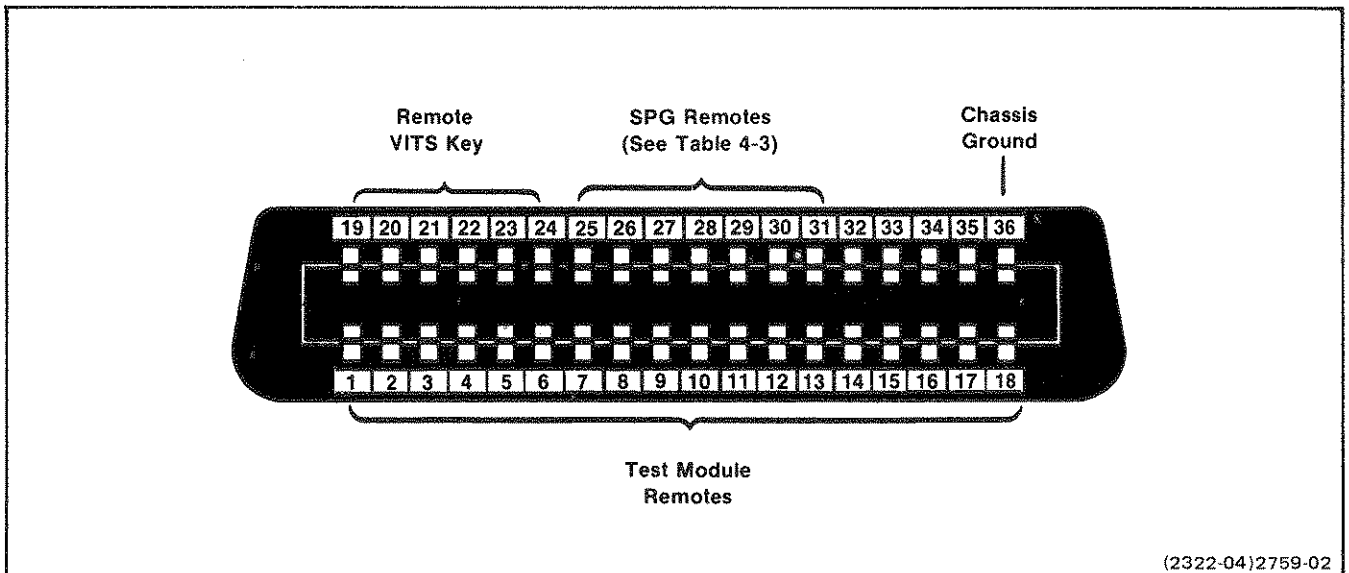 Remote
VITS Key
SPG Remotes
(See Table 4-3)
Chassis
Ground
19 20 21 22 23 24 25 26 27 28 29 30 31 32 33 34 35 36
1 2 3 4 5 6 7 8 9 10 11 12 13 14 15 16 17 18
Test Module
Remotes
(2322-04)2759-02